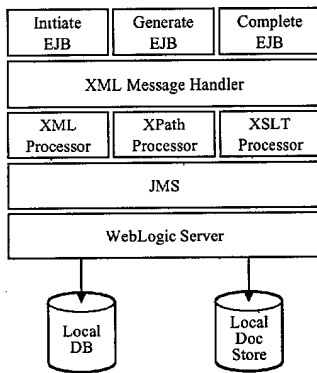 Initiate
EJB
Generate
EJB
Complete
EJB
XML Message Handler
XML
Processor
XPath
Processor
XSLT
Processor
JMS
WebLogic Server
Local
DB
Local
Doc
Store